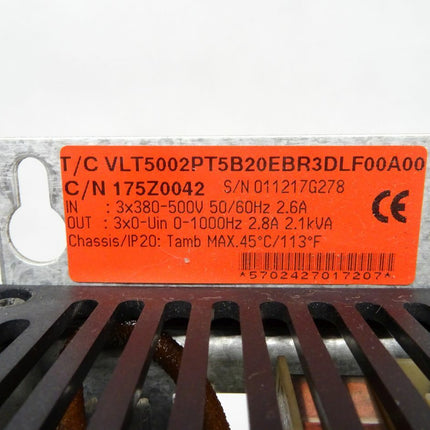 T/C VLT5002PT5B20EBR3DLF00A00
C/N 175Z0042 S/N 011217G278
IN : 3x380-500V 50/60Hz 2.6A
OUT : 3x0-Uin 0-1000Hz 2.8A 2.1kVA
Chassis/IP20: Tamb MAX.45°C/113°F
CE
*5702427017207*